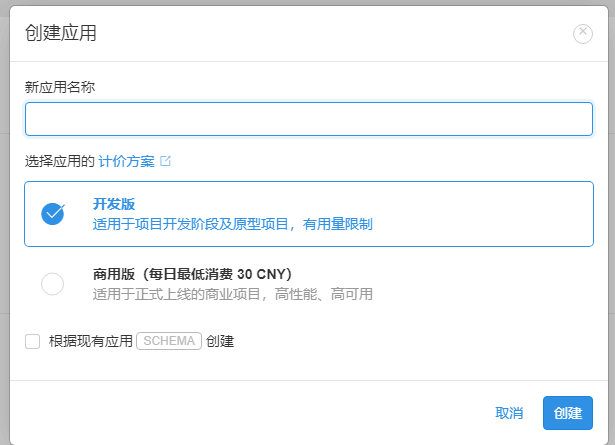 创建应用
新应用名称
选择应用的 计价方案
开发版
适用于项目开发阶段及原型项目，有用量限制
商用版（每日最低消费 30 CNY）
适用于正式上线的商业项目，高性能、高可用
根据现有应用 SCHEMA 创建
取消 创建